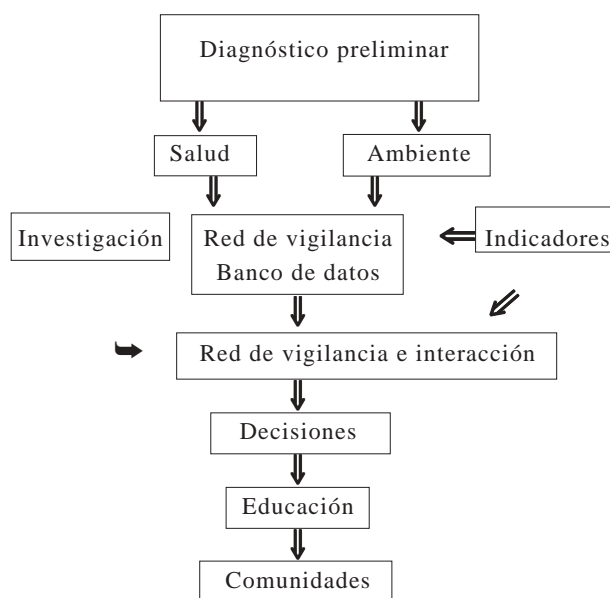 Diagnóstico preliminar
Salud
Ambiente
Investigación
Red de vigilancia
Banco de datos
Indicadores
Red de vigilancia e interacción
Decisiones
Educación
Comunidades